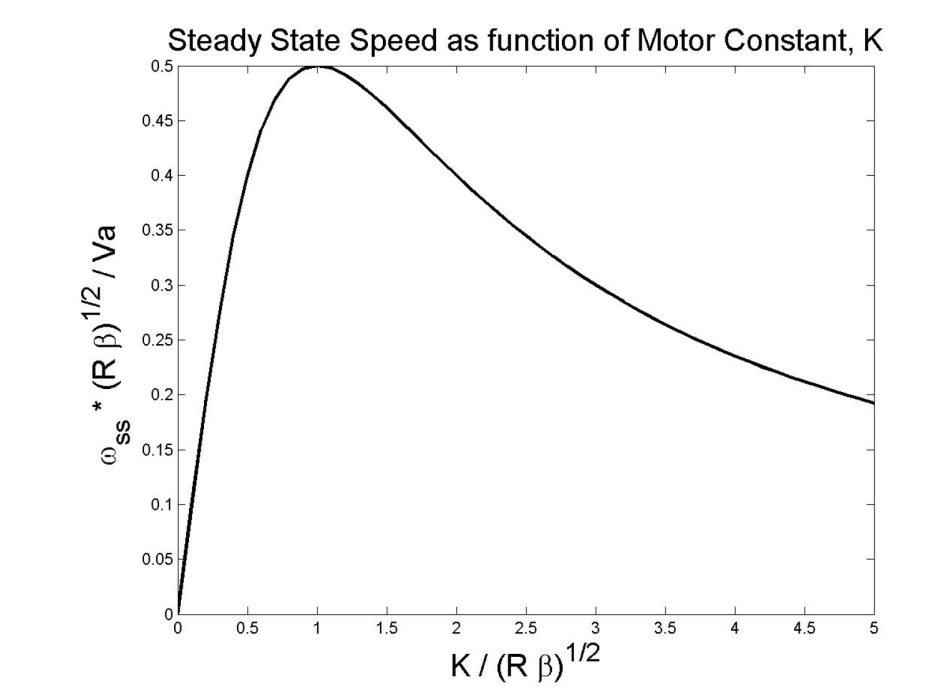 Steady State Speed as function of Motor Constant, K
0.5
0.45
0.4
0.35
0.3
0.25
0.2
0.15
0.1
0.05
0
0 0.5 1 1.5 2 2.5 3 3.5 4 4.5 5
ω_ss * (R β)^1/2 / Va
K / (R β)^1/2